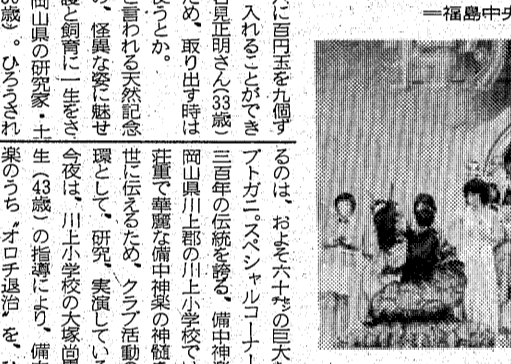 ＝福島中央
に百円玉を九個ず
入れることができ
見正明さん（33歳）
ため、取り出す時は
ようとか。
と言われる天然記念
の、怪異な姿に魅せ
護と飼育に一生をさ
岡山県の研究家・土
歳）。ひろうされ
るのは、およそ六十㌢の巨大
ブトガニ。スペシャルコーナー
三百年の伝統を誇る、備中神
岡山県川上郡の川上小学校で
荘重で華麗な備中神楽の神髄
世に伝えるため、クラブ活動の
環として、研究、実演している
今夜は、川上小学校の大塚尚
生（43歳）の指導により、備中
楽のうち〝オロチ退治〟を、